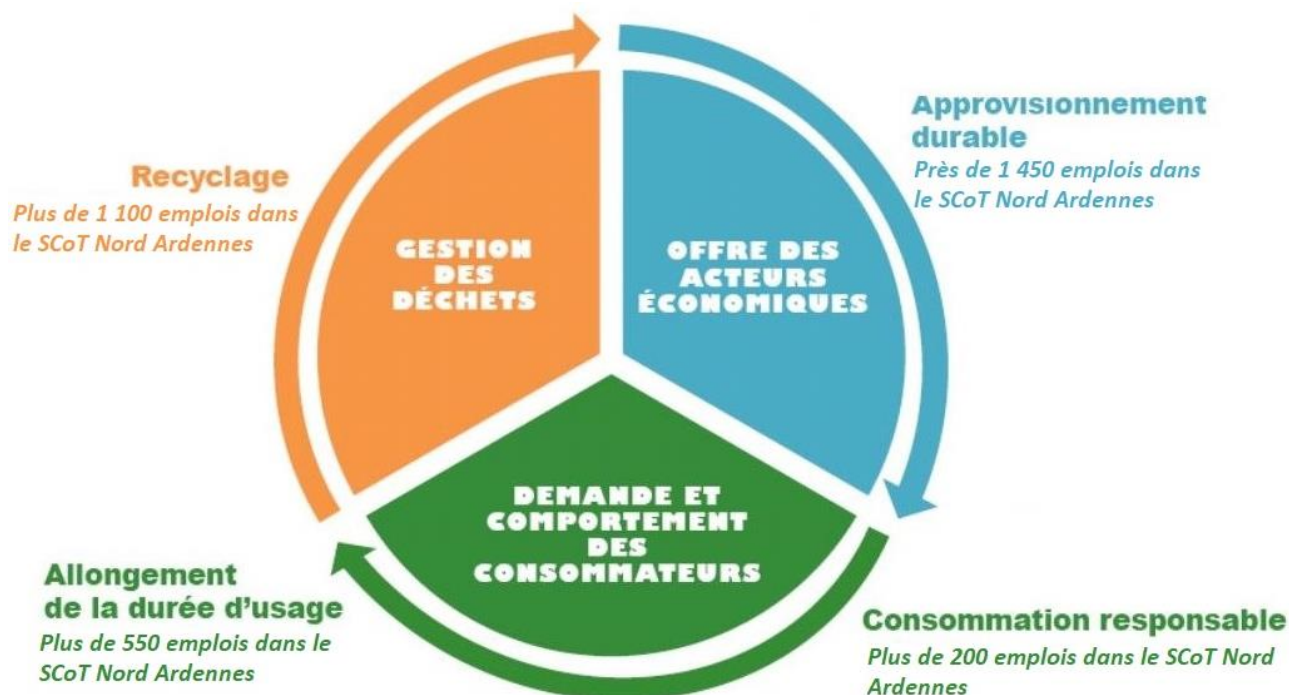 Approvisionnement
durable
Près de 1 450 emplois dans
le SCoT Nord Ardennes
Recyclage
Plus de 1 100 emplois dans
le SCoT Nord Ardennes
GESTION
DES
DÉCHETS
OFFRE DES
ACTEURS
ÉCONOMIQUES
DEMANDE ET
COMPORTEMENT
DES
CONSOMMATEURS
Allongement
de la durée d'usage
Plus de 550 emplois dans le
SCoT Nord Ardennes
Consommation responsable
Plus de 200 emplois dans le SCoT Nord
Ardennes